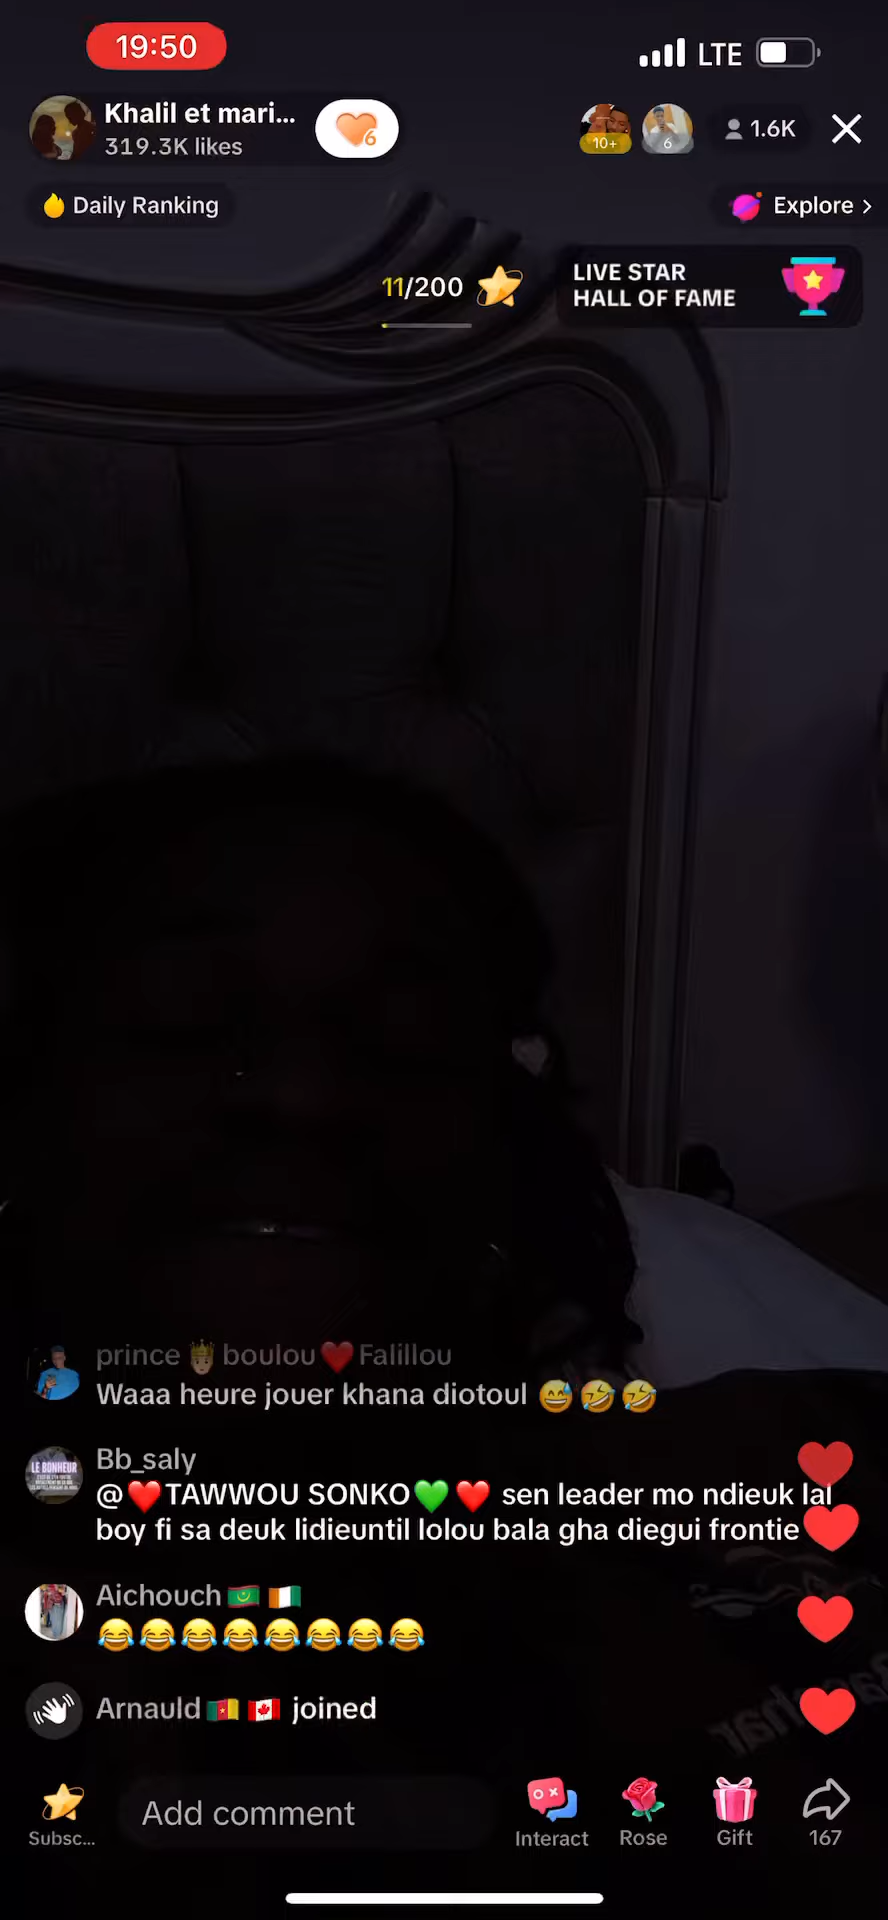 19:50
LTE
Khalil et mari...
319.3K likes
6
10+
6
1.6K
Daily Ranking
Explore >
11/200
LIVE STAR
HALL OF FAME
prince 🤴 boulou❤️Falillou
Waaa heure jouer khana diotoul 😅🤣🤣
Bb_saly
@❤️TAWWOU SONKO💚❤️ sen leader mo ndieuk lal
boy fi sa deuk lidieuntil lolou bala gha diegui frontie
Aichouch🇲🇷🇨🇮
😂😂😂😂😂😂😂😂
Arnauld🇨🇲🇨🇦 joined
Subsc...
Add comment
Interact
Rose
Gift
167